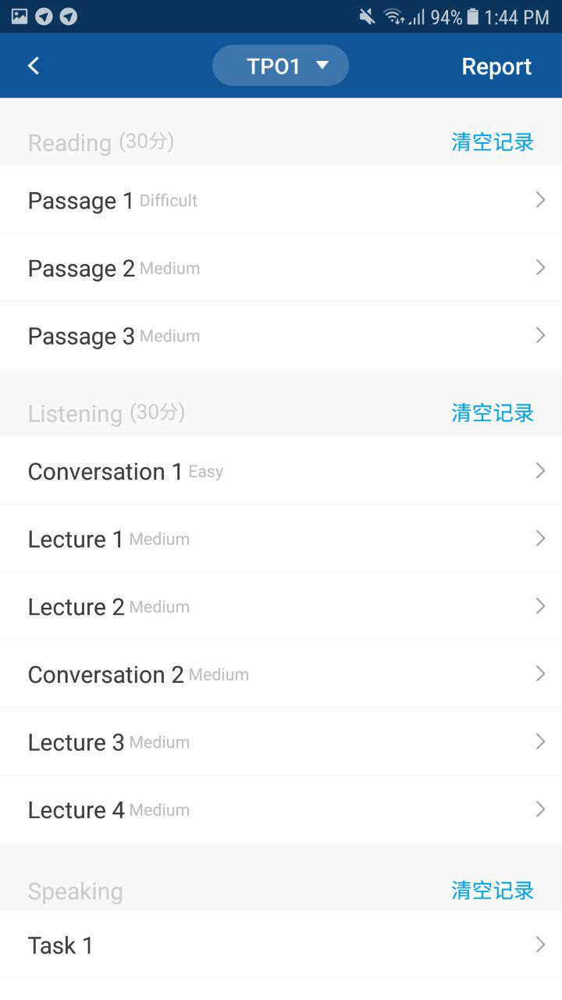 94% 1:44 PM
TPO1 Report
Reading (30分) 清空记录
Passage 1 Difficult
Passage 2 Medium
Passage 3 Medium
Listening (30分) 清空记录
Conversation 1 Easy
Lecture 1 Medium
Lecture 2 Medium
Conversation 2 Medium
Lecture 3 Medium
Lecture 4 Medium
Speaking 清空记录
Task 1